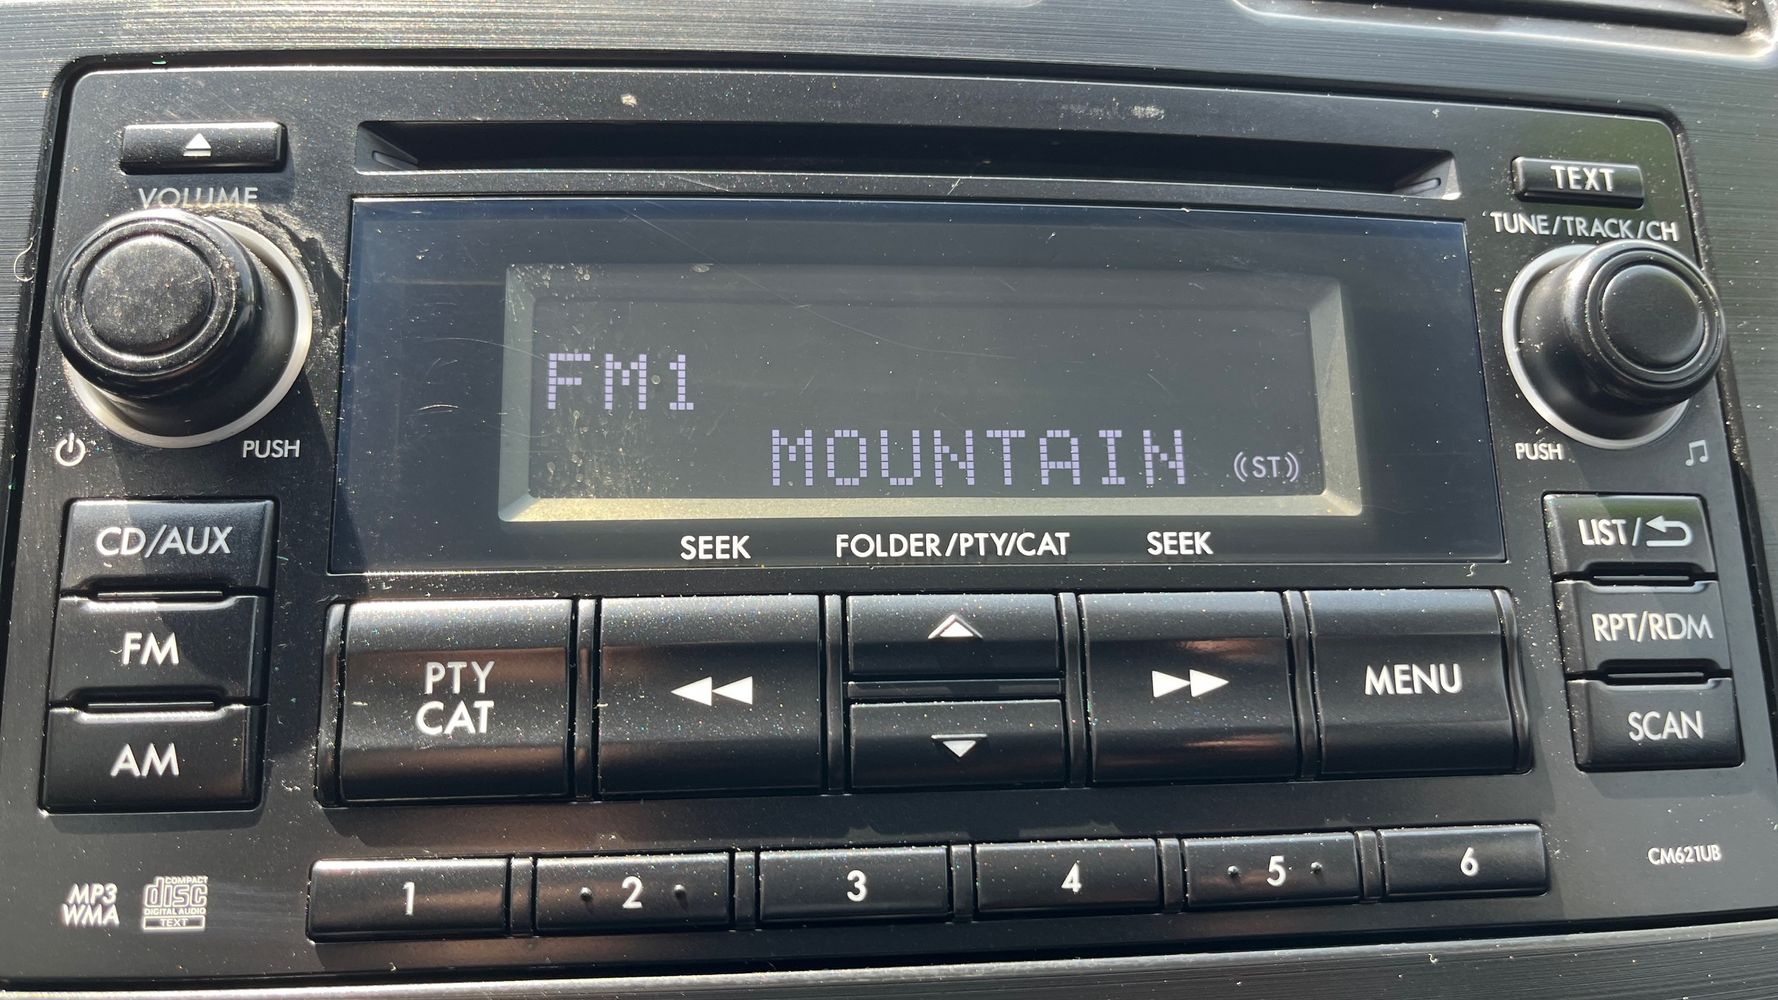 VOLUME
TEXT
TUNE/TRACK/CH
FM1
MOUNTAIN (ST)
PUSH
PUSH
SEEK FOLDER/PTY/CAT SEEK
CD/AUX
FM
AM
PTY
CAT
MENU
LIST/
RPT/RDM
SCAN
1 2 3 4 5 6
CM621UB
MP3
WMA
COMPACT
disc
DIGITAL AUDIO
TEXT